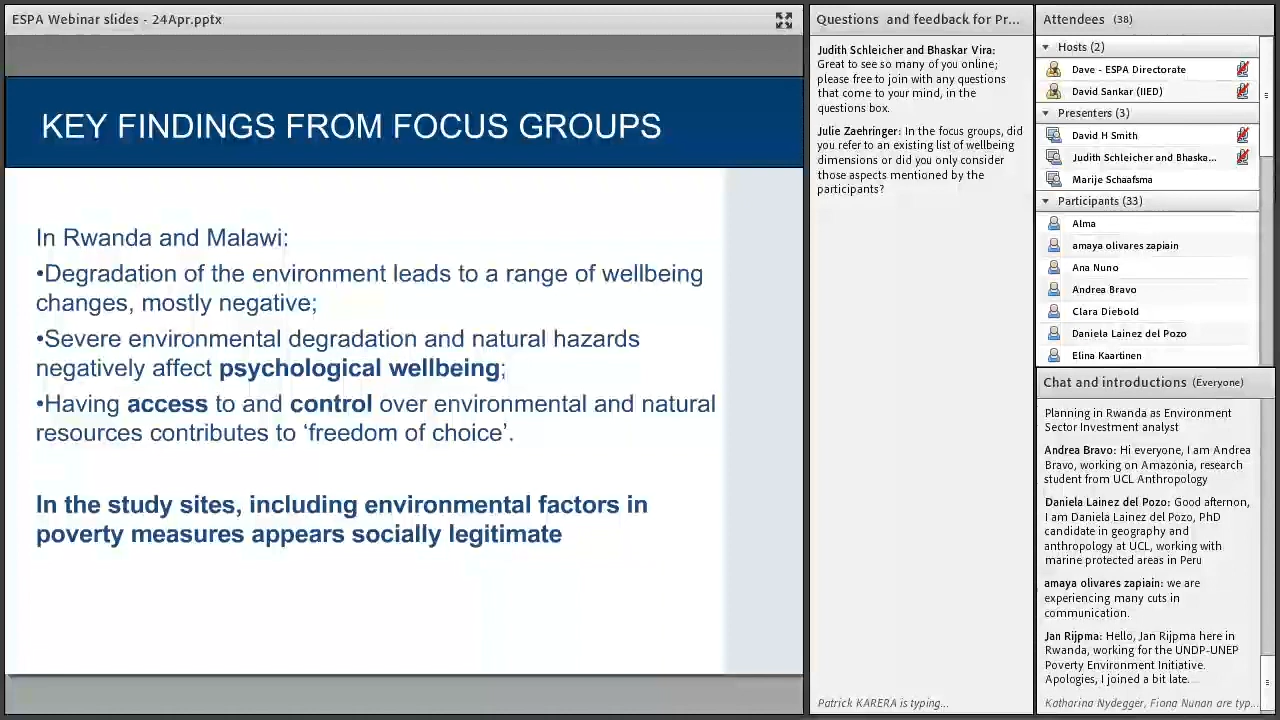 ESPA Webinar slides - 24Apr.pptx
KEY FINDINGS FROM FOCUS GROUPS
In Rwanda and Malawi:
•Degradation of the environment leads to a range of wellbeing
changes, mostly negative;
•Severe environmental degradation and natural hazards
negatively affect psychological wellbeing;
•Having access to and control over environmental and natural
resources contributes to ‘freedom of choice’.
In the study sites, including environmental factors in
poverty measures appears socially legitimate
Questions and feedback for Pr...
Judith Schleicher and Bhaskar Vira:
Great to see so many of you online;
please free to join with any questions
that come to your mind, in the
questions box.
Julie Zaehringer: In the focus groups, did
you refer to an existing list of wellbeing
dimensions or did you only consider
those aspects mentioned by the
participants?
Patrick KARERA is typing...
Attendees (38)
Hosts (2)
Dave - ESPA Directorate
David Sankar (IIED)
Presenters (3)
David H Smith
Judith Schleicher and Bhaska...
Marije Schaafsma
Participants (33)
Alma
amaya olivares zapiain
Ana Nuno
Andrea Bravo
Clara Diebold
Daniela Lainez del Pozo
Elina Kaartinen
Chat and introductions (Everyone)
Planning in Rwanda as Environment
Sector Investment analyst
Andrea Bravo: Hi everyone, I am Andrea
Bravo, working on Amazonia, research
student from UCL Anthropology
Daniela Lainez del Pozo: Good afternon,
I am Daniela Lainez del Pozo, PhD
candidate in geography and
anthropology at UCL, working with
marine protected areas in Peru
amaya olivares zapiain: we are
experiencing many cuts in
communication.
Jan Rijpma: Hello, Jan Rijpma here in
Rwanda, working for the UNDP-UNEP
Poverty Environment Initiative.
Apologies, I joined a bit late...
Katharina Nydegger, Fiona Nunan are typ...